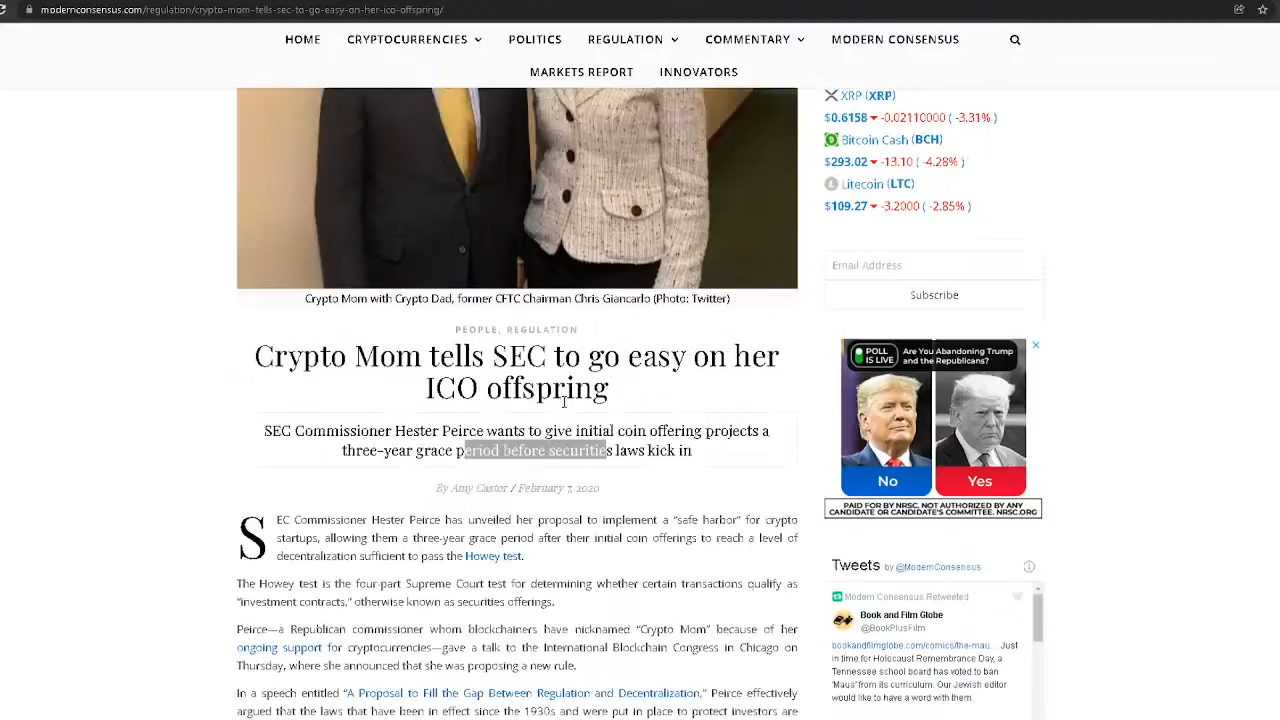 modernconsensus.com/regulation/crypto-mom-tells-sec-to-go-easy-on-her-ico-offspring/
HOME CRYPTOCURRENCIES POLITICS REGULATION COMMENTARY MODERN CONSENSUS
MARKETS REPORT INNOVATORS
Crypto Mom with Crypto Dad, former CFTC Chairman Chris Giancarlo (Photo: Twitter)
PEOPLE, REGULATION
Crypto Mom tells SEC to go easy on her
ICO offspring
SEC Commissioner Hester Peirce wants to give initial coin offering projects a
three-year grace period before securities laws kick in
By Amy Castor / February 7, 2020
SEC Commissioner Hester Peirce has unveiled her proposal to implement a “safe harbor” for crypto
startups, allowing them a three-year grace period after their initial coin offerings to reach a level of
decentralization sufficient to pass the Howey test.
The Howey test is the four-part Supreme Court test for determining whether certain transactions qualify as
“investment contracts,” otherwise known as securities offerings.
Peirce—a Republican commissioner whom blockchainers have nicknamed “Crypto Mom” because of her
ongoing support for cryptocurrencies—gave a talk to the International Blockchain Congress in Chicago on
Thursday, where she announced that she was proposing a new rule.
In a speech entitled “A Proposal to Fill the Gap Between Regulation and Decentralization,” Peirce effectively
argued that the laws that have been in effect since the 1930s and were put in place to protect investors are
XRP (XRP)
$0.6158 -0.02110000 ( -3.31% )
Bitcoin Cash (BCH)
$293.02 -13.10 ( -4.28% )
Litecoin (LTC)
$109.27 -3.2000 ( -2.85% )
Email Address
Subscribe
POLL
IS LIVE
Are You Abandoning Trump
and the Republicans?
No Yes
PAID FOR BY NRSC. NOT AUTHORIZED BY ANY
CANDIDATE OR CANDIDATE'S COMMITTEE. NRSC.ORG
Tweets by @ModernConsensus
Modern Consensus Retweeted
Book and Film Globe
@BookPlusFilm
bookandfilmglobe.com/comics/the-mau… Just
in time for Holocaust Remembrance Day, a
Tennessee school board has voted to ban
'Maus' from its curriculum. Our Jewish editor
would like to have a word with them.